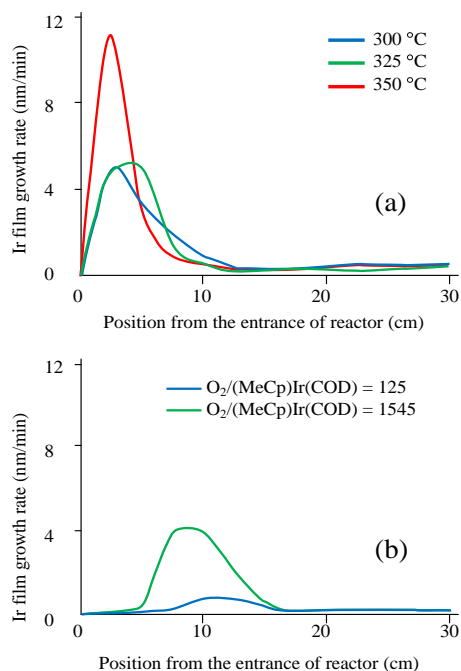 12
8
4
0
Ir film growth rate (nm/min)
300 °C
325 °C
350 °C
(a)
0 10 20 30
Position from the entrance of reactor (cm)
12
8
4
0
Ir film growth rate (nm/min)
O₂/(MeCp)Ir(COD) = 125
O₂/(MeCp)Ir(COD) = 1545
(b)
0 10 20 30
Position from the entrance of reactor (cm)